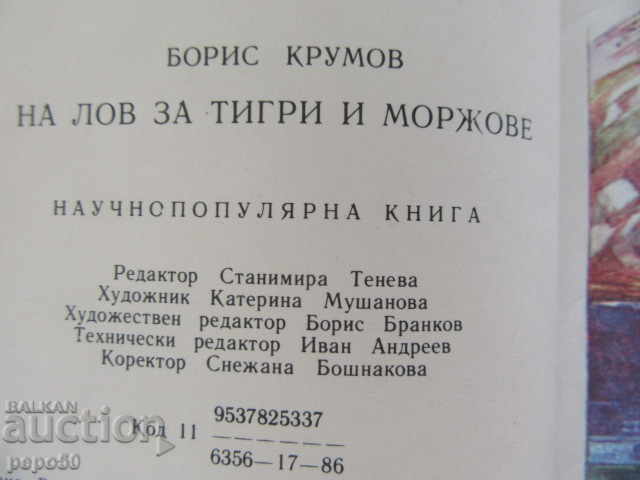 БОРИС КРУМОВ
НА ЛОВ ЗА ТИГРИ И МОРЖОВЕ
НАУЧНОПОПУЛЯРНА КНИГА
Редактор Станимира Тенева
Художник Катерина Мушанова
Художествен редактор Борис Бранков
Технически редактор Иван Андреев
Коректор Снежана Бошнакова
Код 11 9537825337
6356—17—86
BALKAN
auction
pepo50